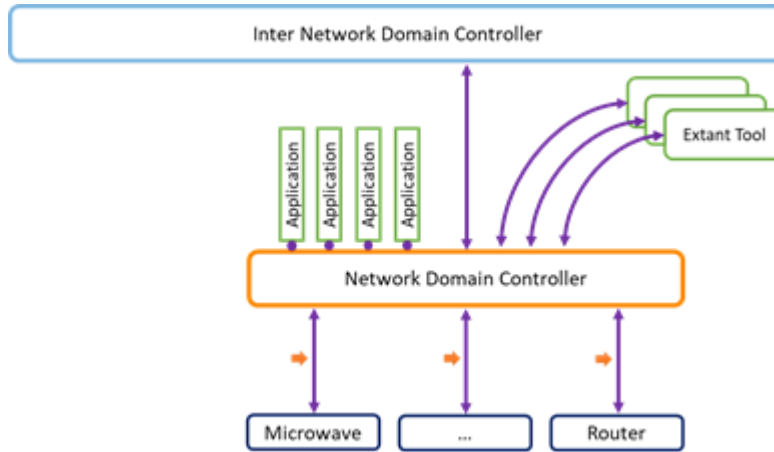 Inter Network Domain Controller
Extant Tool
Application
Application
Application
Application
Network Domain Controller
Microwave
...
Router